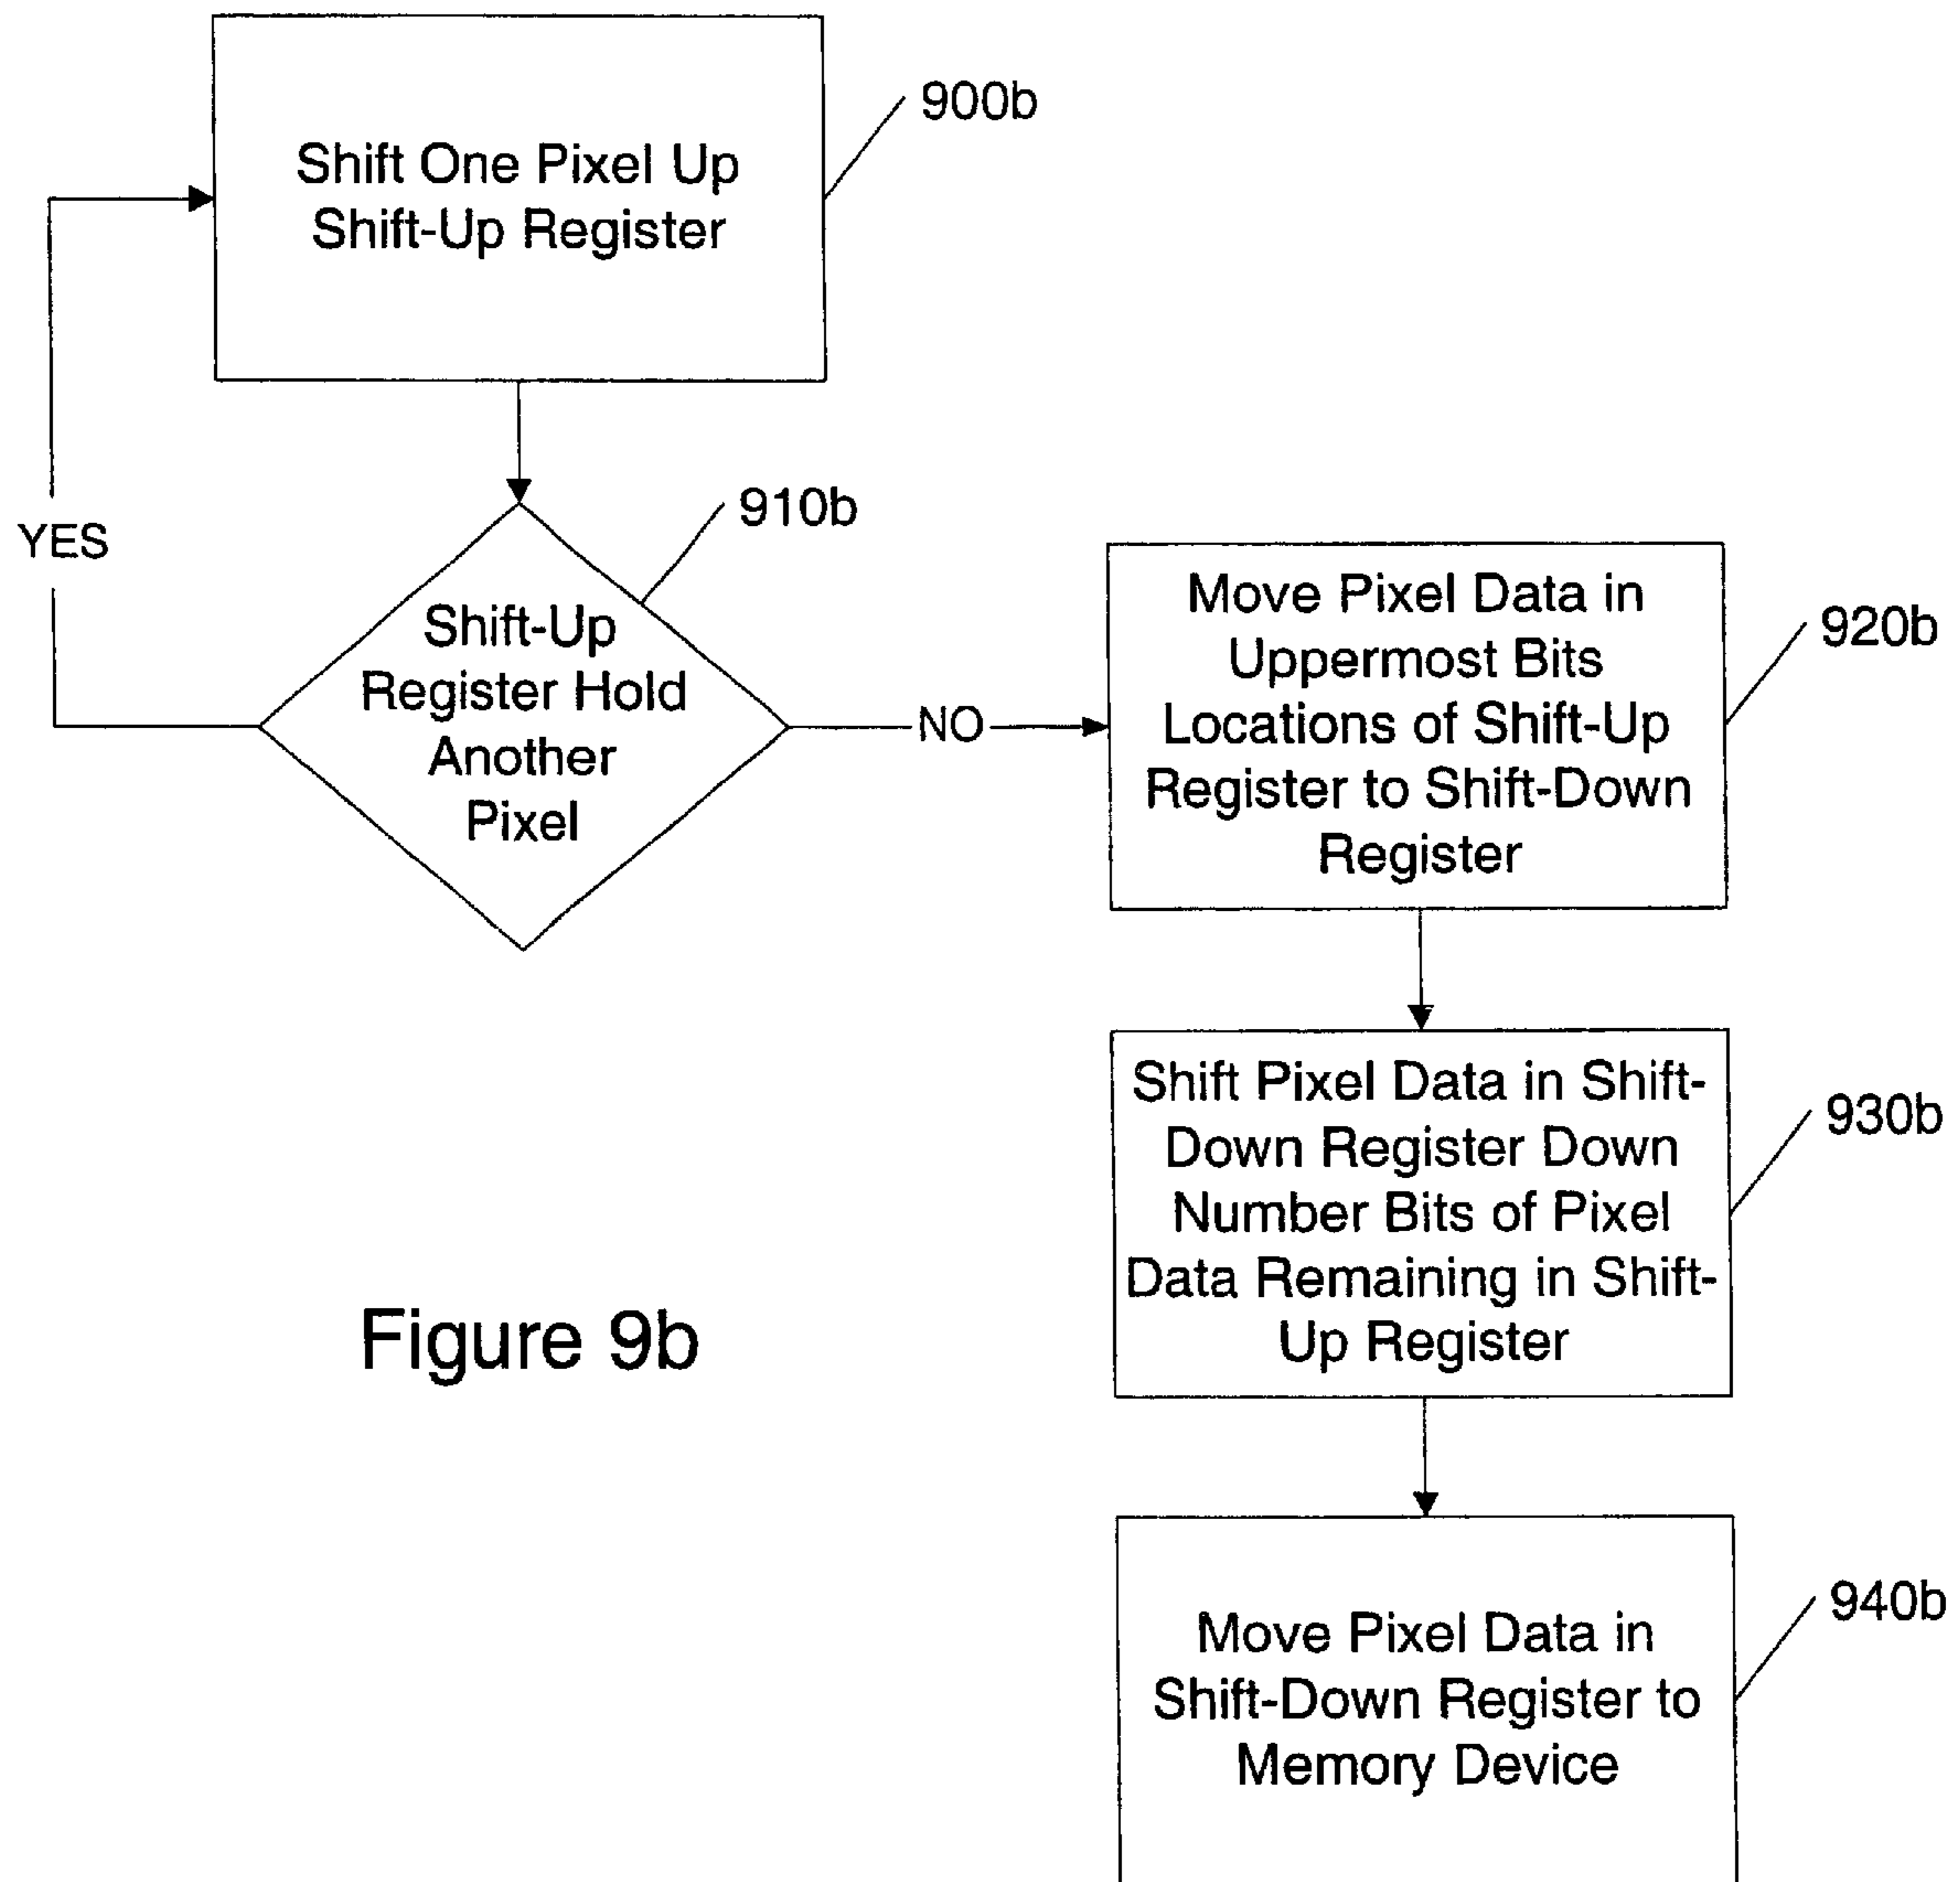 Shift One Pixel Up
Shift-Up Register
900b
YES
910b
Shift-Up
Register Hold
Another
Pixel
NO
Move Pixel Data in
Uppermost Bits
Locations of Shift-Up
Register to Shift-Down
Register
920b
Shift Pixel Data in Shift-
Down Register Down
Number Bits of Pixel
Data Remaining in Shift-
Up Register
930b
Figure 9b
Move Pixel Data in
Shift-Down Register to
Memory Device
940b